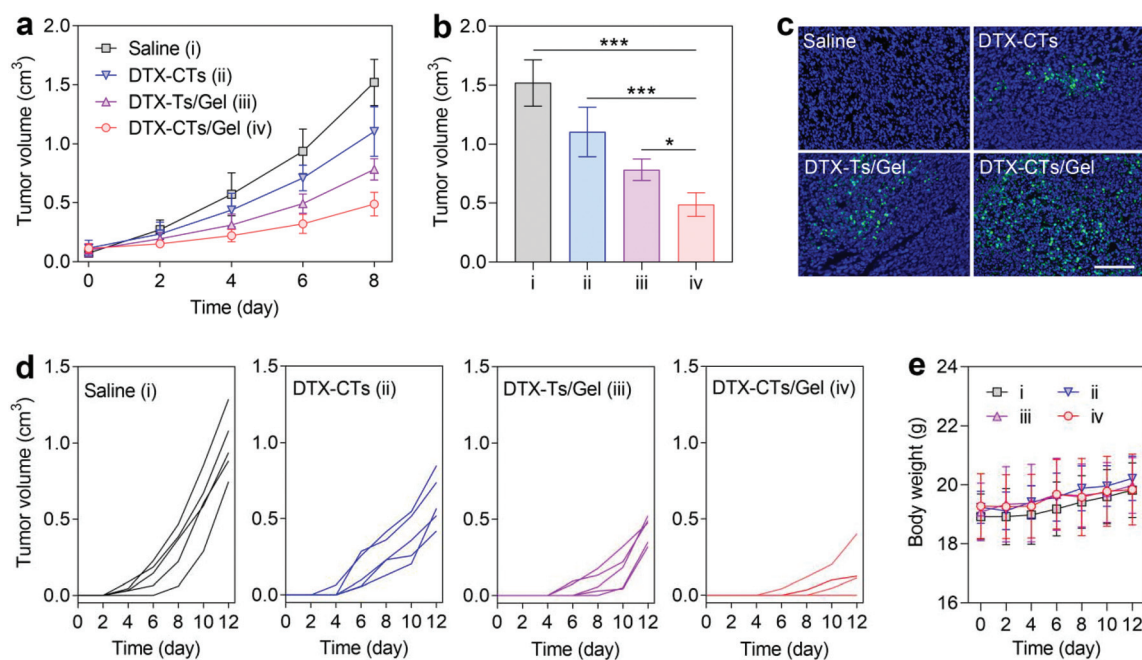 a
2.0
1.5
1.0
0.5
0.0
Tumor volume (cm³)
Saline (i)
DTX-CTs (ii)
DTX-Ts/Gel (iii)
DTX-CTs/Gel (iv)
0 2 4 6 8
Time (day)
b
2.0
1.5
1.0
0.5
0.0
Tumor volume (cm³)
***
***
*
i ii iii iv
c
Saline
DTX-CTs
DTX-Ts/Gel
DTX-CTs/Gel
d
1.5
1.0
0.5
0.0
Tumor volume (cm³)
Saline (i)
0 2 4 6 8 10 12
Time (day)
1.5
1.0
0.5
0.0
DTX-CTs (ii)
0 2 4 6 8 10 12
Time (day)
1.5
1.0
0.5
0.0
DTX-Ts/Gel (iii)
0 2 4 6 8 10 12
Time (day)
1.5
1.0
0.5
0.0
DTX-CTs/Gel (iv)
0 2 4 6 8 10 12
Time (day)
e
24
22
20
18
16
Body weight (g)
i ii
iii iv
0 2 4 6 8 10 12
Time (day)